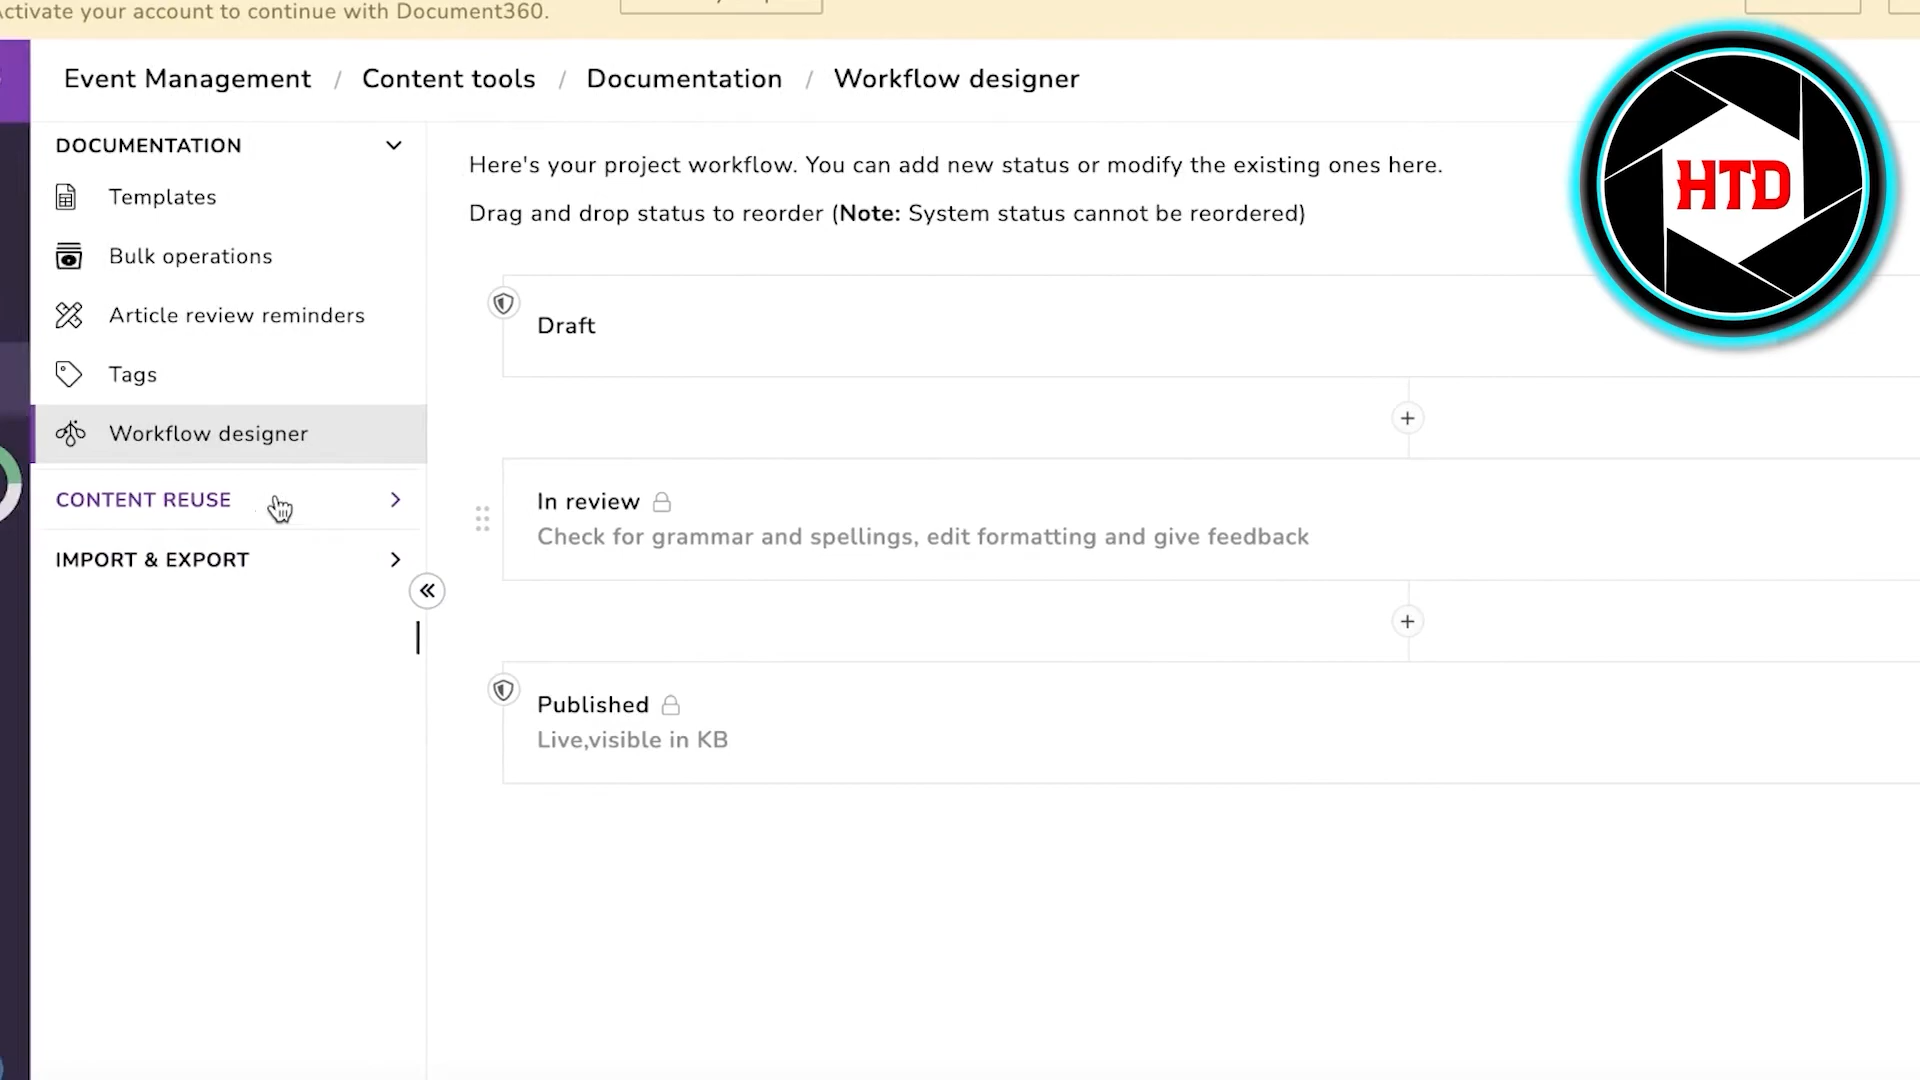 Activate your account to continue with Document360.
Event Management / Content tools / Documentation / Workflow designer
HTD
DOCUMENTATION
Templates
Bulk operations
Article review reminders
Tags
Workflow designer
CONTENT REUSE
IMPORT & EXPORT
Here's your project workflow. You can add new status or modify the existing ones here.
Drag and drop status to reorder (Note: System status cannot be reordered)
Draft
In review
Check for grammar and spellings, edit formatting and give feedback
Published
Live,visible in KB